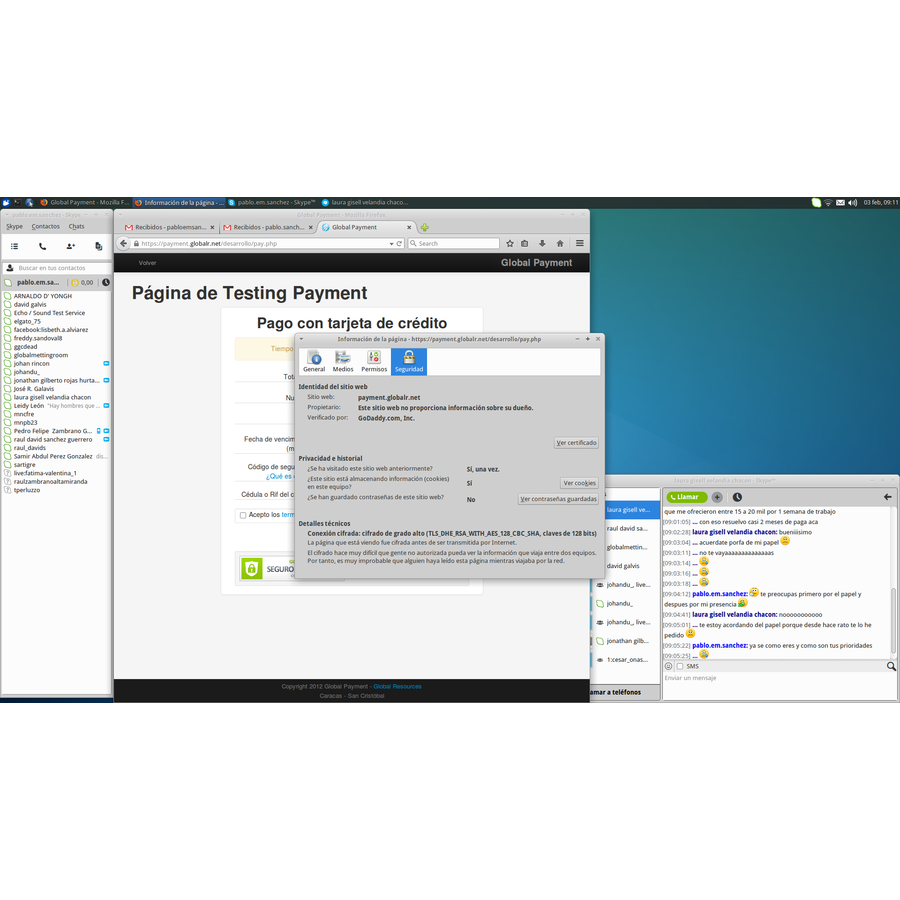 Global Payment - Mozilla F...
Información de la página - ...
pablo.em.sanchez - Skype™
laura gisell velandia chaco...
03 feb, 09:11
pablo.em.sanchez - Skype™
Skype Contactos Chats
Buscar en tus contactos
pablo.em.sa... 0,00
ARNALDO D' YONGH
david galvis
Echo / Sound Test Service
elgato_75
facebook:lisbeth.a.alviarez
freddy.sandoval8
ggcdead
globalmettingroom
johan rincon
johandu_
jonathan gilberto rojas hurta...
José R. Galavis
laura gisell velandia chacon
Leidy León "Hay hombres que ...
mncfre
mnpb23
Pedro Felipe Zambrano G...
raul david sanchez guerrero
raul_davids
Samir Abdul Perez Gonzalez dis...
sartigre
live:fatima-valentina_1
raulzambranoaltamiranda
tperluzzo
Global Payment - Mozilla Firefox
Recibidos - pabloemsan... ×
Recibidos - pablo.sanch... ×
Global Payment ×
https://payment.globalr.net/desarrollo/pay.php
Search
Volver
Global Payment
Página de Testing Payment
Pago con tarjeta de crédito
Tiempo
Tot
Nu
Fecha de vencim
(m
Código de segu
¿Qué es
Cédula o Rif del c
Acepto los term
SEGURO
Copyright 2012 Global Payment - Global Resources
Caracas - San Cristóbal
Información de la página - https://payment.globalr.net/desarrollo/pay.php
General Medios Permisos Seguridad
Identidad del sitio web
Sitio web: payment.globalr.net
Propietario: Este sitio web no proporciona información sobre su dueño.
Verificado por: GoDaddy.com, Inc.
Ver certificado
Privacidad e historial
¿Se ha visitado este sitio web anteriormente? Sí, una vez.
¿Este sitio está almacenando información (cookies)
en este equipo? Sí Ver cookies
¿Se han guardado contraseñas de este sitio web? No Ver contraseñas guardadas
Detalles técnicos
Conexión cifrada: cifrado de grado alto (TLS_DHE_RSA_WITH_AES_128_CBC_SHA, claves de 128 bits)
La página que está viendo fue cifrada antes de ser transmitida por Internet.
El cifrado hace muy difícil que gente no autorizada pueda ver la información que viaja entre dos equipos.
Por tanto, es muy improbable que alguien haya leído esta página mientras viajaba por la red.
laura gisell velandia chacon - Skype™
laura gisell ve...
raul david sa...
globalmettin...
david galvis
johandu_, live...
johandu_
johandu_, live...
jonathan gilb...
1:cesar_onas...
amar a teléfonos
Llamar
que me ofrecieron entre 15 a 20 mil por 1 semana de trabajo
[09:01:05] ... con eso resuelvo casi 2 meses de paga aca
[09:02:28] laura gisell velandia chacon: bueniiisimo
[09:03:04] ... acuerdate porfa de mi papel
[09:03:11] ... no te vayaaaaaaaaaaaaaa
[09:03:14] ...
[09:03:16] ...
[09:03:18] ...
[09:04:12] pablo.em.sanchez: te preocupas primero por el papel y
despues por mi presencia
[09:04:41] laura gisell velandia chacon: nooooooooooo
[09:05:01] ... te estoy acordando del papel porque desde hace rato te lo he
pedido
[09:05:22] pablo.em.sanchez: ya se como eres y como son tus prioridades
[09:05:25] ...
SMS
Enviar un mensaje